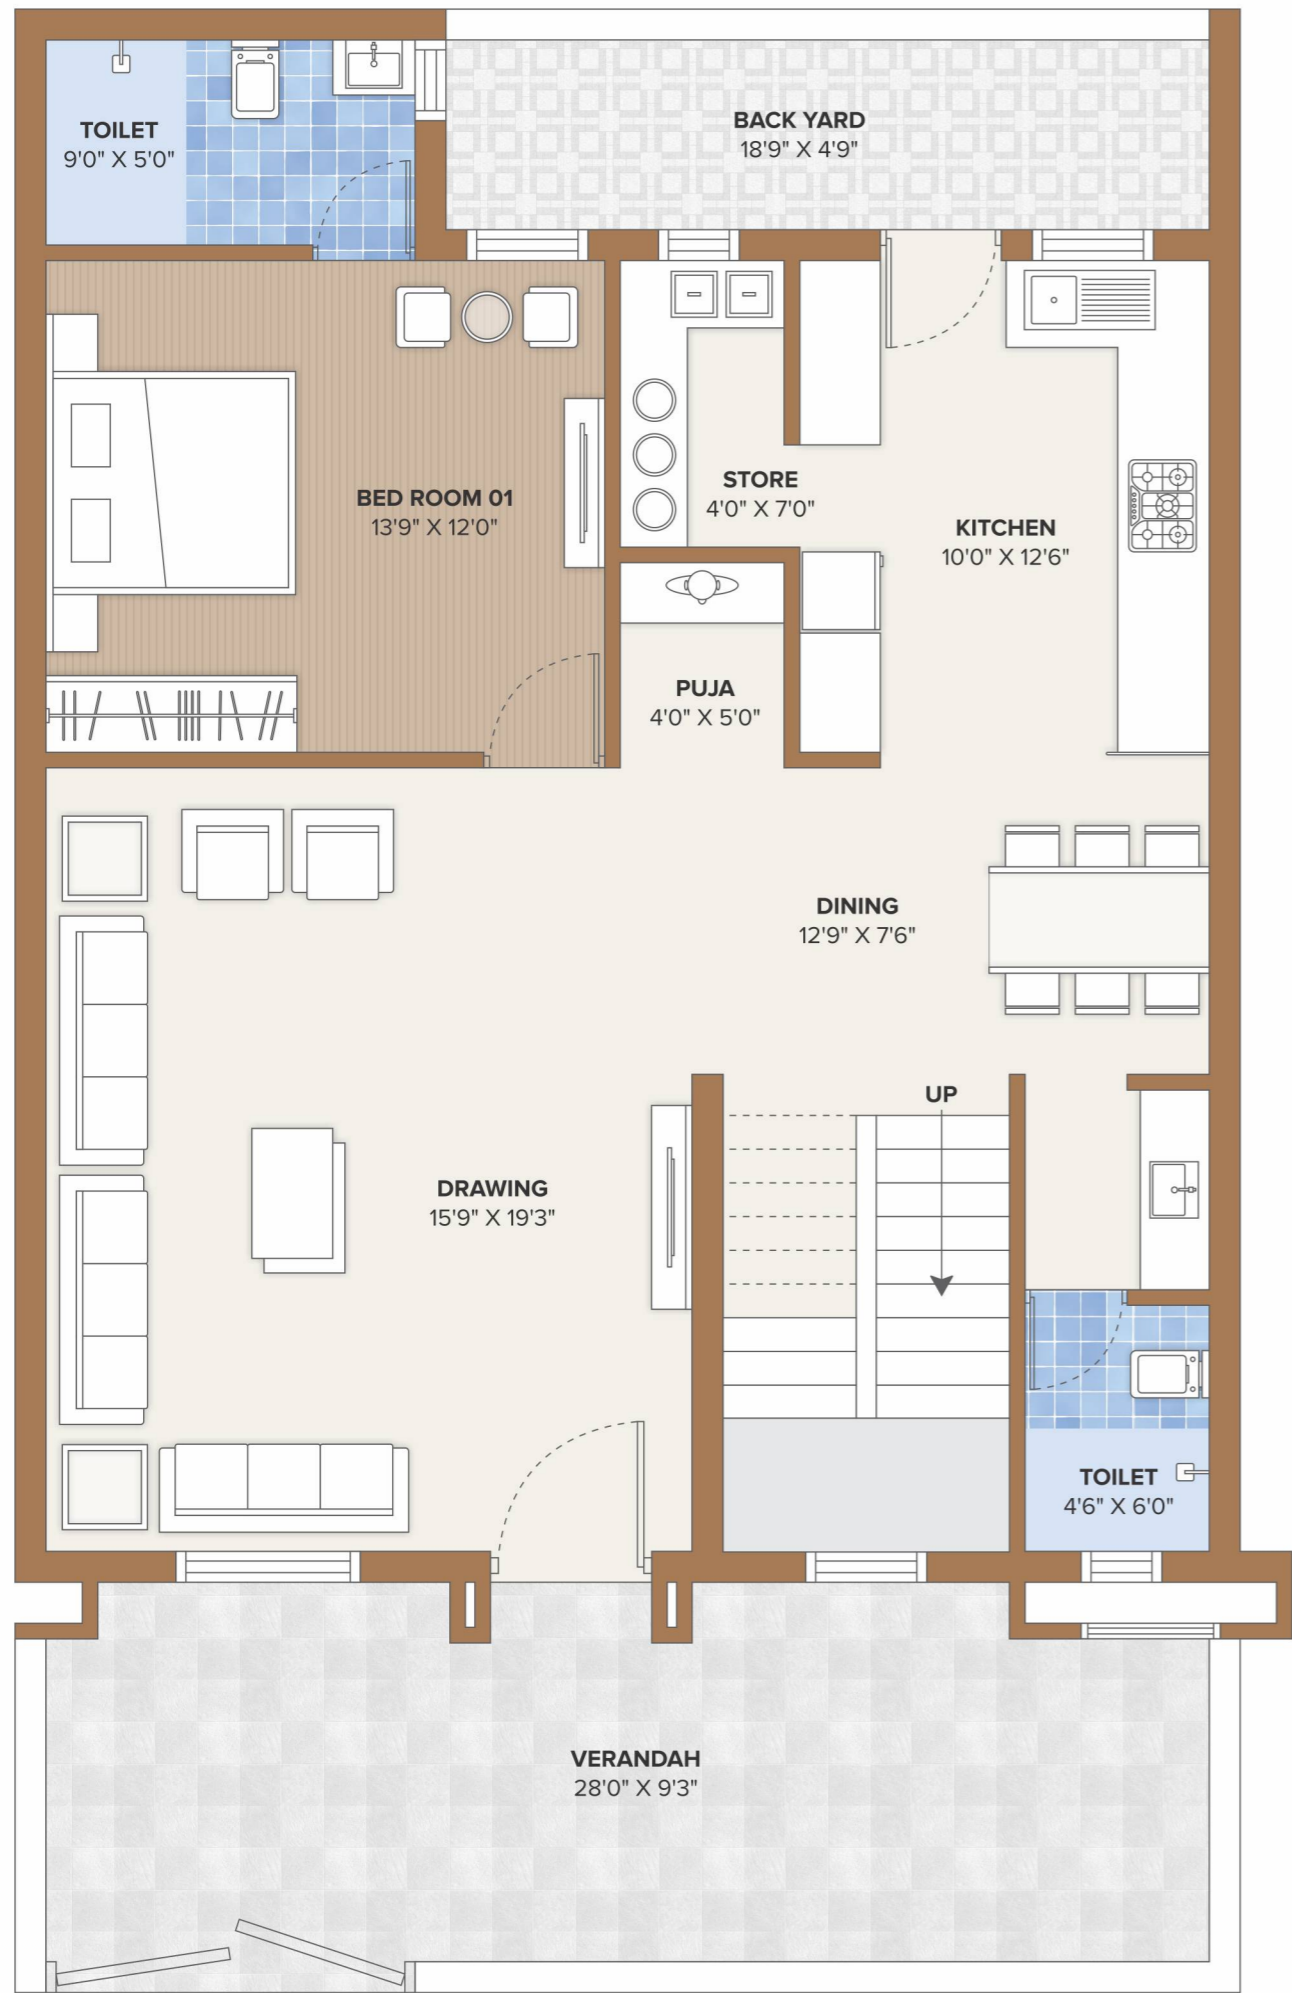 TOILET
9'0" X 5'0"
BACK YARD
18'9" X 4'9"
BED ROOM 01
13'9" X 12'0"
STORE
4'0" X 7'0"
KITCHEN
10'0" X 12'6"
PUJA
4'0" X 5'0"
DINING
12'9" X 7'6"
UP
DRAWING
15'9" X 19'3"
TOILET
4'6" X 6'0"
VERANDAH
28'0" X 9'3"